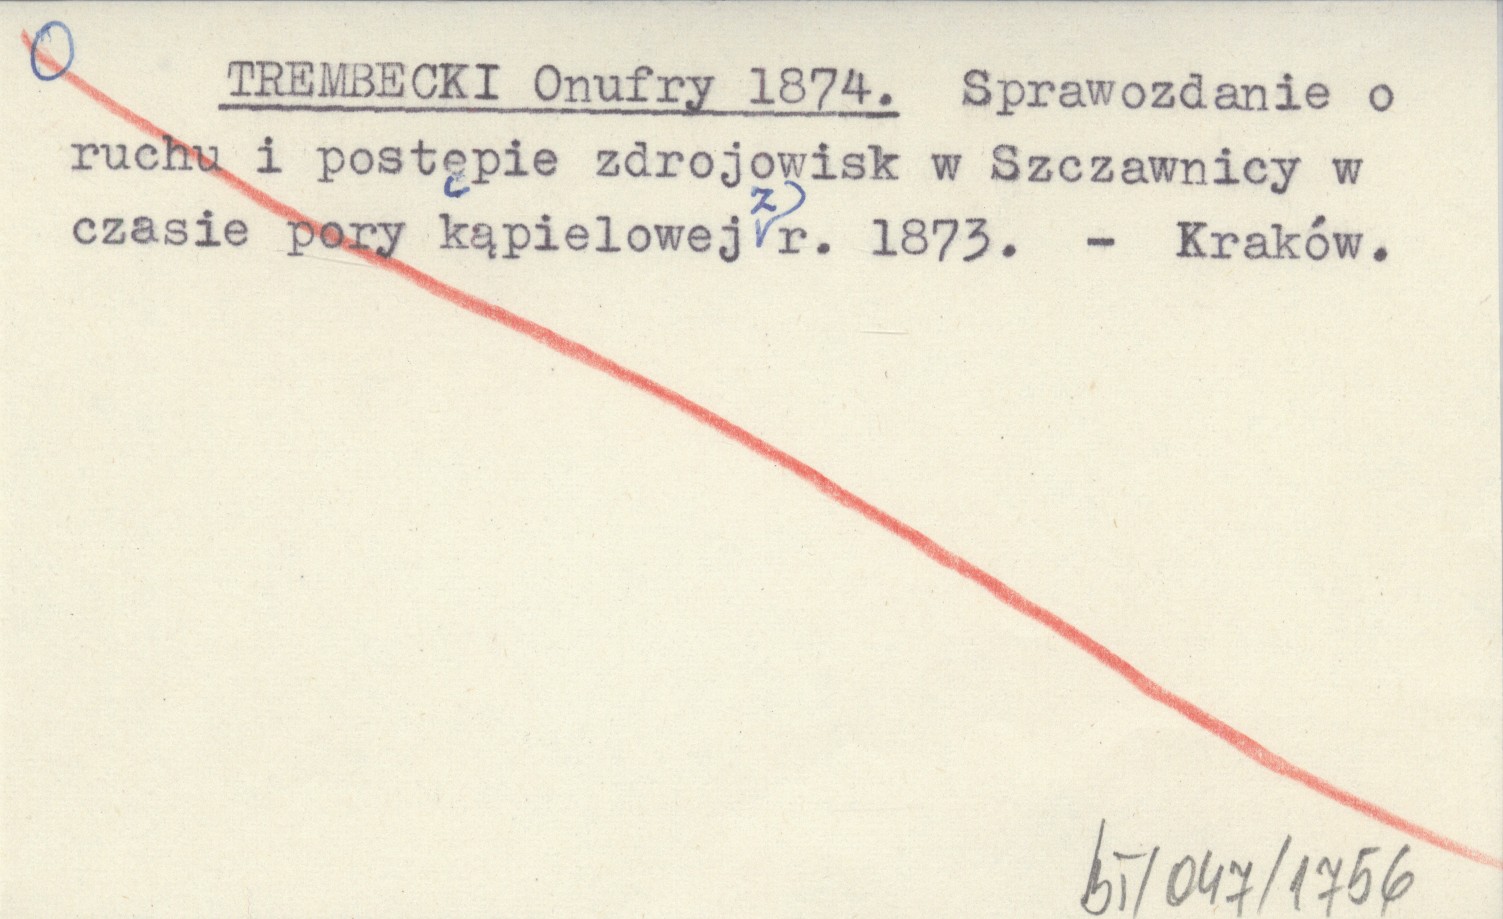 O
TREMBECKI Onufry 1874. Sprawozdanie o
ruchu i postępie zdrojowisk w Szczawnicy w
z
czasie pory kąpielowej r. 1873. - Kraków.
bI/047/1756